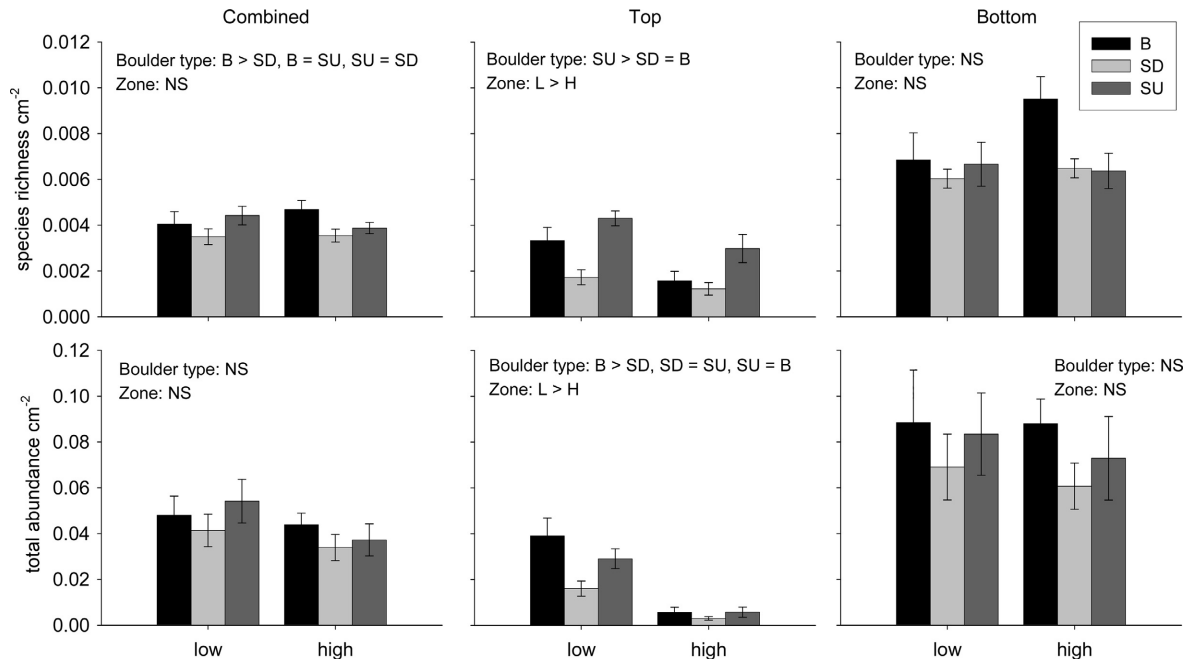 Combined
Top
Bottom
species richness cm-2
0.012
0.010
0.008
0.006
0.004
0.002
0.000
Boulder type: B > SD, B = SU, SU = SD
Zone: NS
Boulder type: SU > SD = B
Zone: L > H
Boulder type: NS
Zone: NS
B
SD
SU
total abundance cm-2
0.12
0.10
0.08
0.06
0.04
0.02
0.00
Boulder type: NS
Zone: NS
Boulder type: B > SD, SD = SU, SU = B
Zone: L > H
Boulder type: NS
Zone: NS
low high
low high
low high